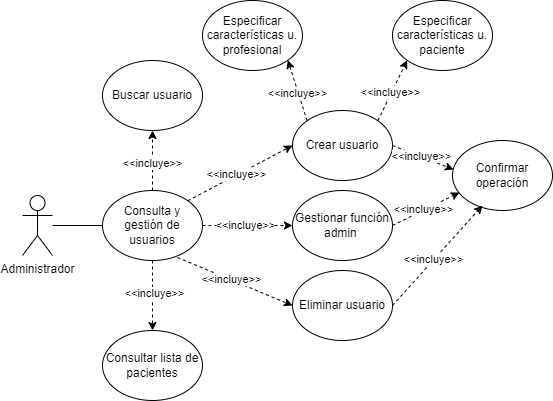 Especificar
características u.
profesional
Especificar
características u.
paciente
<<incluye>>
<<incluye>>
Buscar usuario
Crear usuario
<<incluye>>
<<incluye>>
<<incluye>>
Confirmar
operación
Consulta y
gestión de
usuarios
<<incluye>>
Gestionar función
admin
<<incluye>>
Administrador
<<incluye>>
<<incluye>>
<<incluye>>
Eliminar usuario
Consultar lista de
pacientes